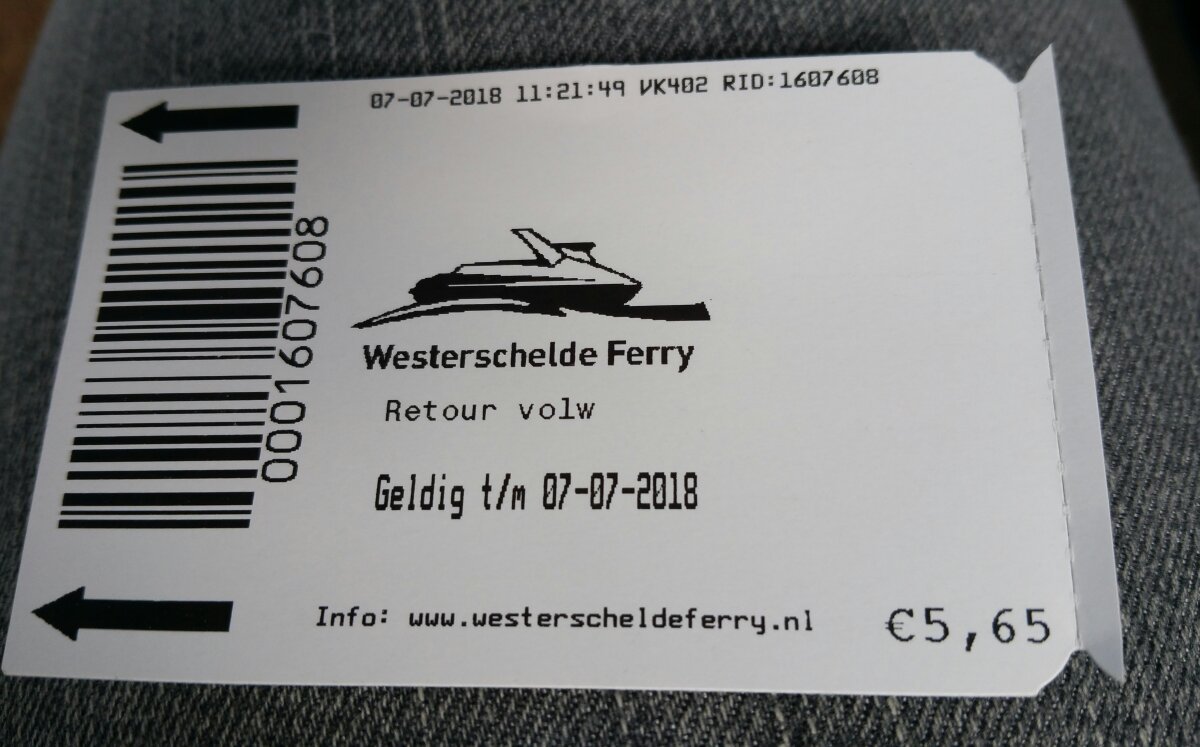 07-07-2018 11:21:49 VK402 RID:1607608
0001607608
Westerschelde Ferry
Retour volw
Geldig t/m 07-07-2018
Info: www.westerscheldeferry.nl
€5,65